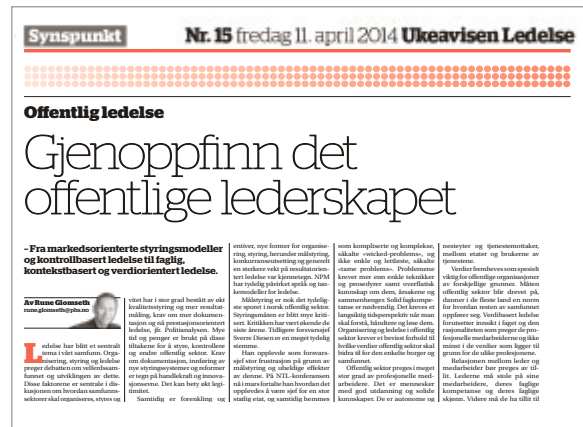 Synspunkt
Nr. 15 fredag 11. april 2014 Ukeavisen Ledelse
Offentlig ledelse
Gjenoppfinn det
offentlige lederskapet
– Fra markedsorienterte styringsmodeller
og kontrollbasert ledelse til faglig,
kontekstbasert og verdiorientert ledelse.
Av Rune Glomseth
rune.glomseth@phs.no
Ledelse har blitt et sentralt
tema i vårt samfunn. Orga-
nisering, styring og ledelse
preger debatten om velferdssam-
funnet og utviklingen av dette.
Disse faktorene er sentrale i dis-
kusjonen om hvordan samfunns-
sektorer skal organiseres, styres og
vitet har i stor grad bestått av økt
kvalitetsstyring og mer resultat-
måling, krav om mer dokumen-
tasjon og nå prestasjonsorientert
ledelse, jfr. Politianalysen. Mye
tid og penger er brukt på disse
tiltakene for å styre, kontrollere
og endre offentlig sektor. Krav
om dokumentasjon, innføring av
nye styringssystemer og reformer
er tegn på handlekraft og innova-
sjonsevne. Det kan bety økt legi-
timitet.
Samtidig er forenkling og
entiver, nye former for organise-
ring, styring, herunder målstyring,
konkurranseutsetting og generelt
en sterkere vekt på resultatorien-
tert ledelse var kjennetegn. NPM
har tydelig påvirket språk og tan-
kemodeller for ledelse.
Målstyring er nok det tydelig-
ste sporet i norsk offentlig sektor.
Styringsmåten er blitt mye kriti-
sert. Kritikken har vært økende de
siste årene. Tidligere forsvarssjef
Sverre Diesen er en meget tydelig
stemme.
Han opplevde som forsvars-
sjef stor frustrasjon på grunn av
målstyring og uheldige effekter
av denne. På NTL-konferansen
nå i mars fortalte han hvordan det
oppleves å være sjef for en stor
statlig etat, og samtidig hemmes
som kompliserte og komplekse,
såkalte «wicked-problems», og
ikke enkle og lettløste, såkalte
«tame problems». Problemene
krever mer enn enkle teknikker
og prosedyrer samt overflatisk
kunnskap om dem, årsakene og
sammenhenger. Solid fagkompe-
tanse er nødvendig. Det kreves et
langsiktig tidsperspektiv når man
skal forstå, håndtere og løse dem.
Organisering og ledelse i offentlig
sektor krever et bevisst forhold til
hvilke verdier offentlig sektor skal
bidra til for den enkelte borger og
samfunnet.
Offentlig sektor preges i meget
stor grad av profesjonelle med-
arbeidere. Det er mennesker
med god utdanning og solide
kunnskaper. De er autonome og
nesteyter og tjenestemottaker,
mellom etater og brukerne av
tjenestene.
Verdier fremheves som spesielt
viktig for offentlige organisasjoner
av forskjellige grunner. Måten
offentlig sektor blir drevet på,
danner i de fleste land en norm
for hvordan resten av samfunnet
oppfører seg. Verdibasert ledelse
forutsetter innsikt i faget og den
rasjonaliteten som preger de pro-
fesjonelle medarbeiderne og ikke
minst i de verdier som ligger til
grunn for de ulike profesjonene.
Relasjonen mellom leder og
medarbeider bør preges av til-
lit. Lederne må stole på sine
medarbeidere, deres faglige
kompetanse og deres faglige
skjønn. Videre må de ha tillit til